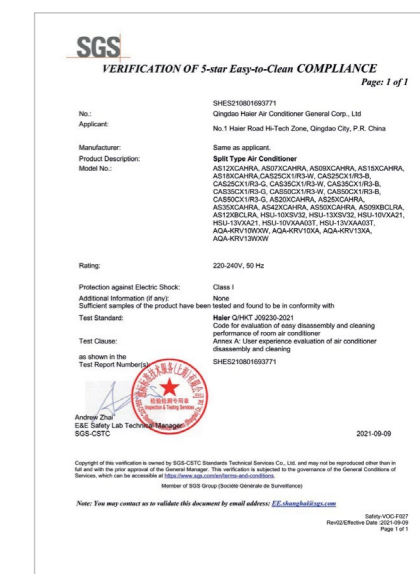 SGS
VERIFICATION OF 5-star Easy-to-Clean COMPLIANCE
Page: 1 of 1
SHES210801693771
No.: Qingdao Haier Air Conditioner General Corp., Ltd
Applicant: No.1 Haier Road Hi-Tech Zone, Qingdao City, P.R. China
Manufacturer: Same as applicant.
Product Description: Split Type Air Conditioner
Model No.: AS12XCAHRA, AS07XCAHRA, AS09XCAHRA, AS15XCAHRA,
AS18XCAHRA,CAS25CX1/R3-W, CAS25CX1/R3-B,
CAS25CX1/R3-G, CAS35CX1/R3-W, CAS35CX1/R3-B,
CAS35CX1/R3-G, CAS50CX1/R3-W, CAS50CX1/R3-B,
CAS50CX1/R3-G, AS20XCAHRA, AS25XCAHRA,
AS35XCAHRA, AS42XCAHRA, AS50XCAHRA, AS09XBCLRA,
AS12XBCLRA, HSU-10XSV32, HSU-13XSV32, HSU-10VXA21,
HSU-13VXA21, HSU-10VXAA03T, HSU-13VXAA03T,
AQA-KRV10WXW, AQA-KRV10XA, AQA-KRV13XA,
AQA-KRV13WXW
Rating: 220-240V, 50 Hz
Protection against Electric Shock: Class I
Additional Information (if any): None
Sufficient samples of the product have been tested and found to be in conformity with
Test Standard: Haier Q/HKT J09230-2021
Code for evaluation of easy disassembly and cleaning
performance of room air conditioner
Test Clause: Annex A: User experience evaluation of air conditioner
disassembly and cleaning
as shown in the
Test Report Number(s) SHES210801693771
检验检测专用章
Inspection & Testing Services
Andrew Zhai
E&E Safety Lab Technical Manager
SGS-CSTC
2021-09-09
Copyright of this verification is owned by SGS-CSTC Standards Technical Services Co., Ltd. and may not be reproduced other than in
full and with the prior approval of the General Manager. This verification is subjected to the governance of the General Conditions of
Services, which can be accessible at https://www.sgs.com/en/terms-and-conditions.
Member of SGS Group (Société Générale de Surveillance)
Note: You may contact us to validate this document by email address: EE.shanghai@sgs.com
Safety-VOC-F027
Rev02/Effective Date :2021-09-09
Page 1 of 1